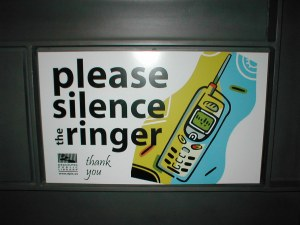 please
silence
the ringer
thank
you